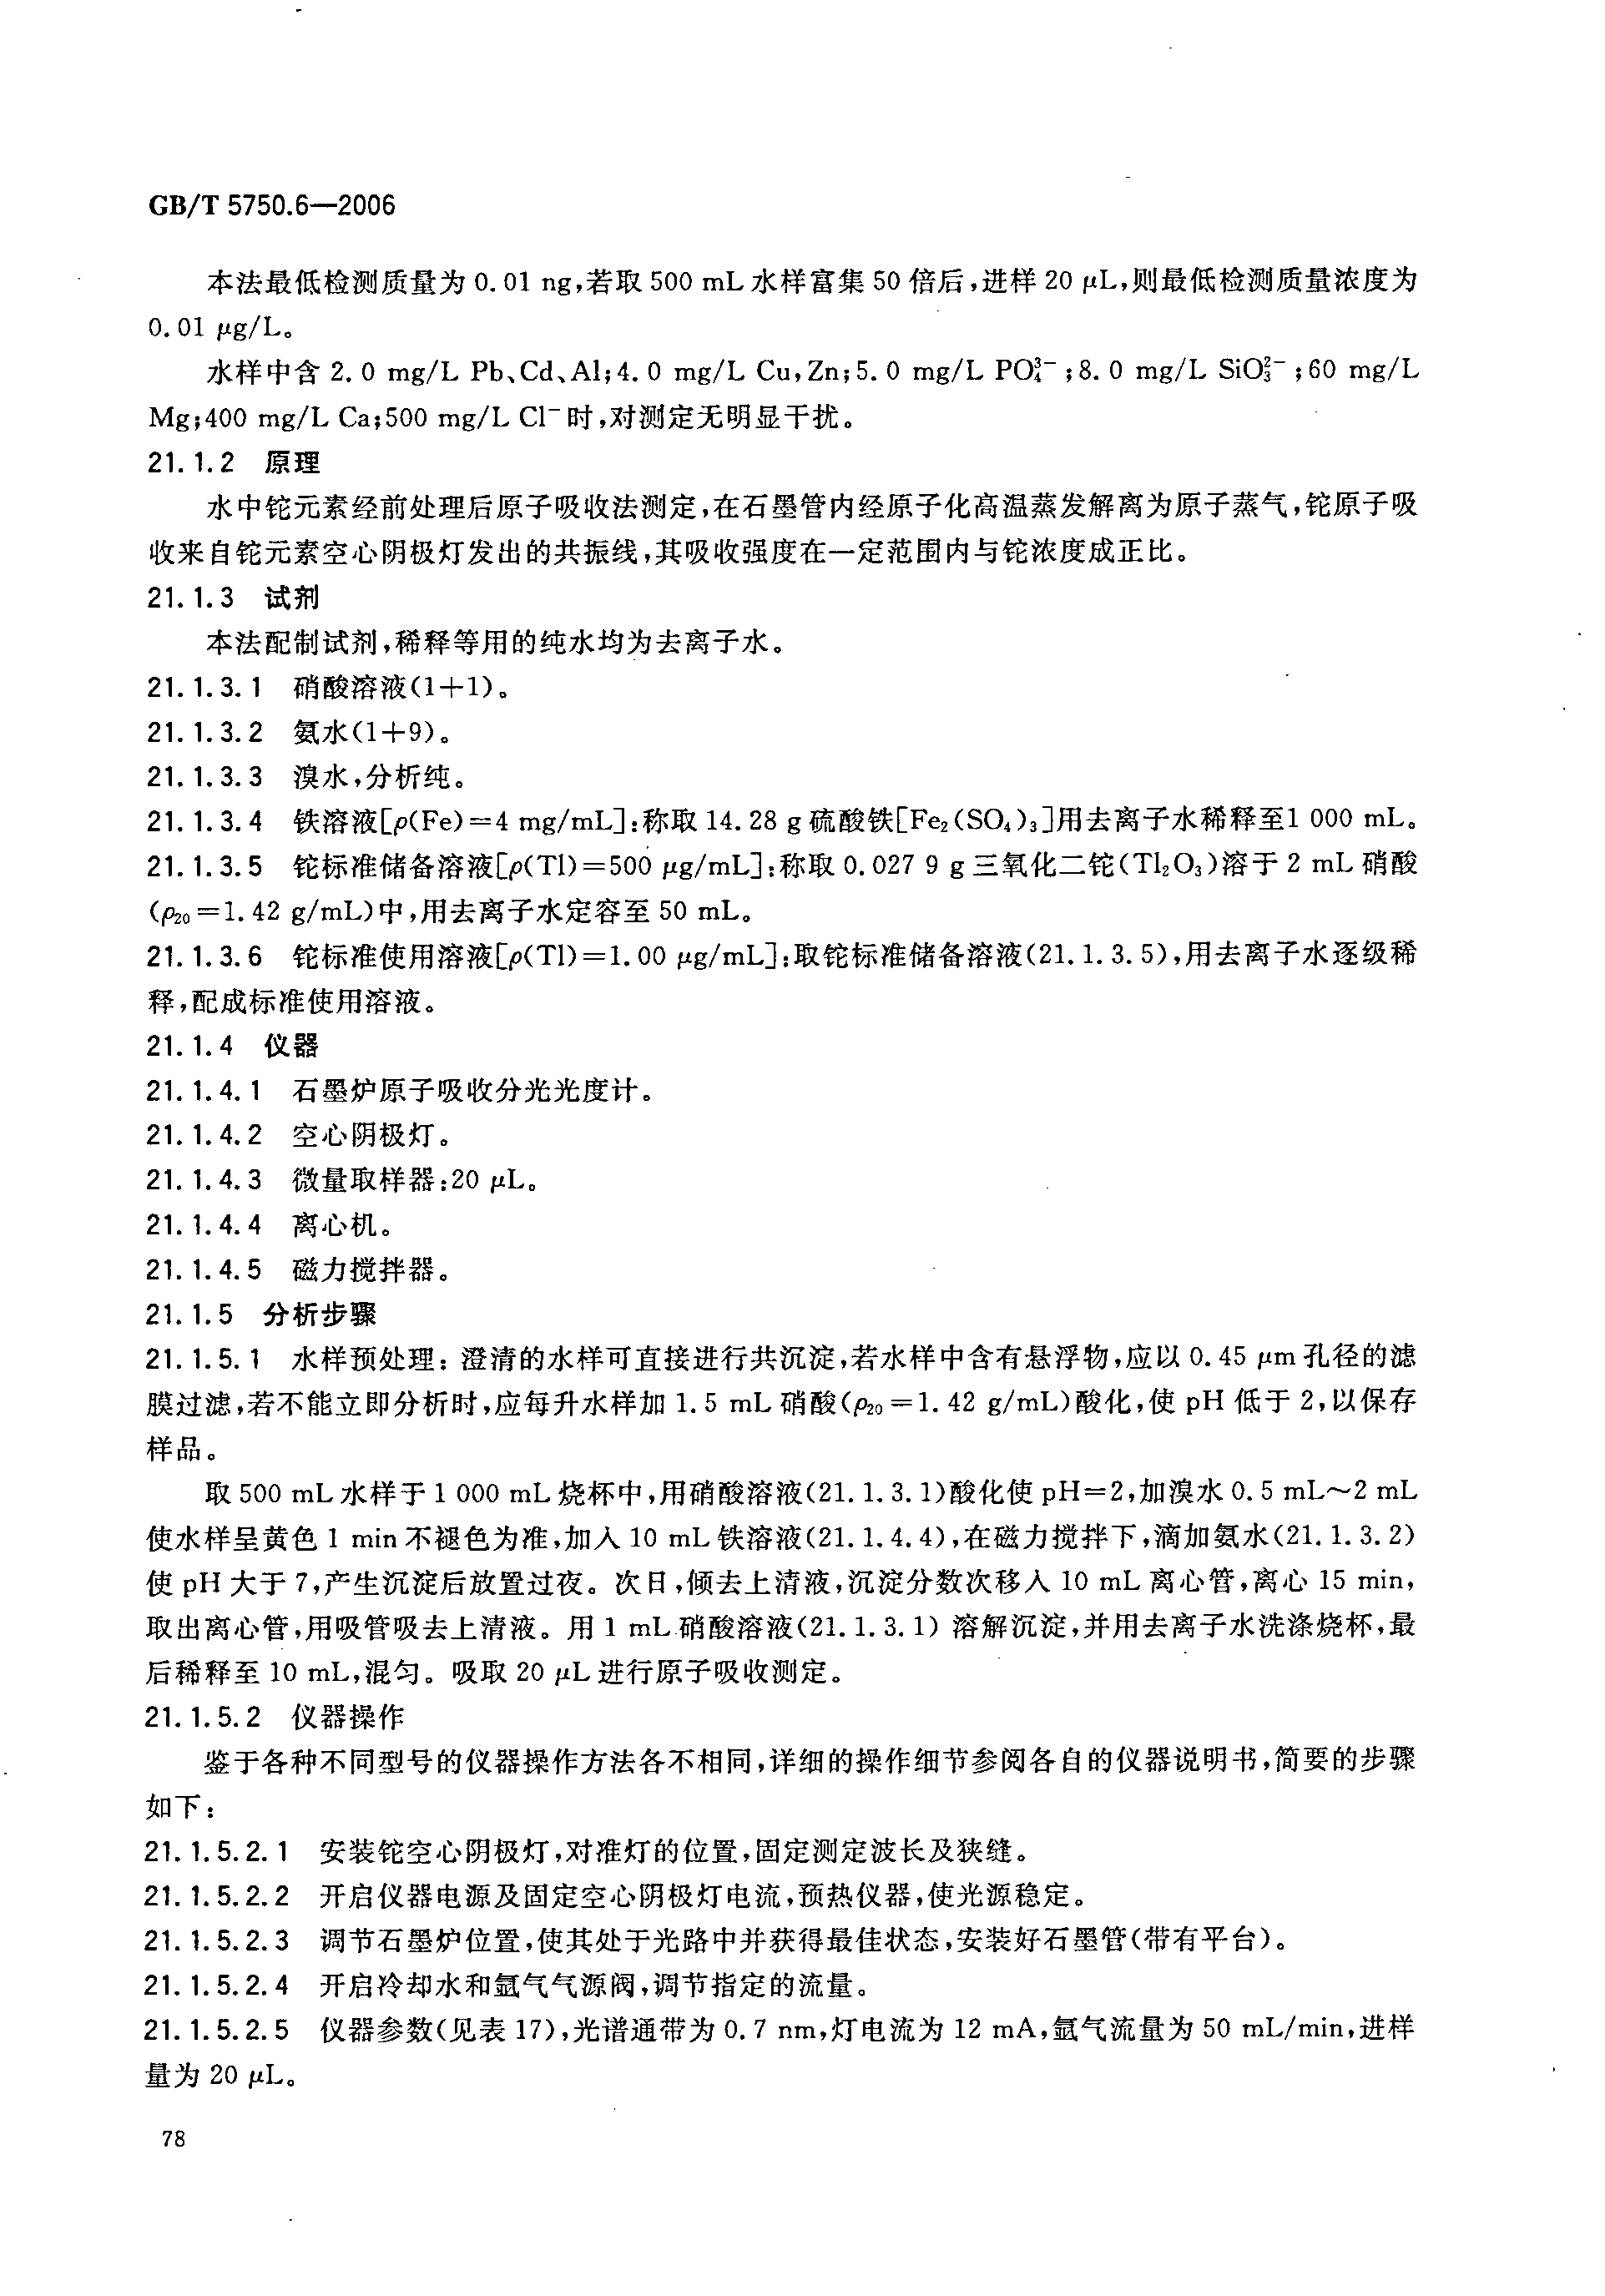 GB/T 5750.6—2006
本法最低检测质量为 0.01 ng,若取 500 mL 水样富集 50 倍后,进样 20 μL,则最低检测质量浓度为
0.01 μg/L。
水样中含 2.0 mg/L Pb、Cd、Al;4.0 mg/L Cu,Zn;5.0 mg/L PO₄³⁻;8.0 mg/L SiO₃²⁻;60 mg/L
Mg;400 mg/L Ca;500 mg/L Cl⁻时,对测定无明显干扰。
21.1.2 原理
水中铊元素经前处理后原子吸收法测定,在石墨管内经原子化高温蒸发解离为原子蒸气,铊原子吸
收来自铊元素空心阴极灯发出的共振线,其吸收强度在一定范围内与铊浓度成正比。
21.1.3 试剂
本法配制试剂,稀释等用的纯水均为去离子水。
21.1.3.1 硝酸溶液(1+1)。
21.1.3.2 氨水(1+9)。
21.1.3.3 溴水,分析纯。
21.1.3.4 铁溶液[ρ(Fe)=4 mg/mL]:称取 14.28 g 硫酸铁[Fe₂(SO₄)₃]用去离子水稀释至1 000 mL。
21.1.3.5 铊标准储备溶液[ρ(Tl)=500 μg/mL]:称取 0.027 9 g 三氧化二铊(Tl₂O₃)溶于 2 mL 硝酸
(ρ₂₀=1.42 g/mL)中,用去离子水定容至 50 mL。
21.1.3.6 铊标准使用溶液[ρ(Tl)=1.00 μg/mL]:取铊标准储备溶液(21.1.3.5),用去离子水逐级稀
释,配成标准使用溶液。
21.1.4 仪器
21.1.4.1 石墨炉原子吸收分光光度计。
21.1.4.2 空心阴极灯。
21.1.4.3 微量取样器:20 μL。
21.1.4.4 离心机。
21.1.4.5 磁力搅拌器。
21.1.5 分析步骤
21.1.5.1 水样预处理:澄清的水样可直接进行共沉淀,若水样中含有悬浮物,应以 0.45 μm 孔径的滤
膜过滤,若不能立即分析时,应每升水样加 1.5 mL 硝酸(ρ₂₀=1.42 g/mL)酸化,使 pH 低于 2,以保存
样品。
取 500 mL 水样于 1 000 mL 烧杯中,用硝酸溶液(21.1.3.1)酸化使 pH=2,加溴水 0.5 mL~2 mL
使水样呈黄色 1 min 不褪色为准,加入 10 mL 铁溶液(21.1.4.4),在磁力搅拌下,滴加氨水(21.1.3.2)
使 pH 大于 7,产生沉淀后放置过夜。次日,倾去上清液,沉淀分数次移入 10 mL 离心管,离心 15 min,
取出离心管,用吸管吸去上清液。用 1 mL 硝酸溶液(21.1.3.1) 溶解沉淀,并用去离子水洗涤烧杯,最
后稀释至 10 mL,混匀。吸取 20 μL 进行原子吸收测定。
21.1.5.2 仪器操作
鉴于各种不同型号的仪器操作方法各不相同,详细的操作细节参阅各自的仪器说明书,简要的步骤
如下:
21.1.5.2.1 安装铊空心阴极灯,对准灯的位置,固定测定波长及狭缝。
21.1.5.2.2 开启仪器电源及固定空心阴极灯电流,预热仪器,使光源稳定。
21.1.5.2.3 调节石墨炉位置,使其处于光路中并获得最佳状态,安装好石墨管(带有平台)。
21.1.5.2.4 开启冷却水和氩气气源阀,调节指定的流量。
21.1.5.2.5 仪器参数(见表 17),光谱通带为 0.7 nm,灯电流为 12 mA,氩气流量为 50 mL/min,进样
量为 20 μL。
78